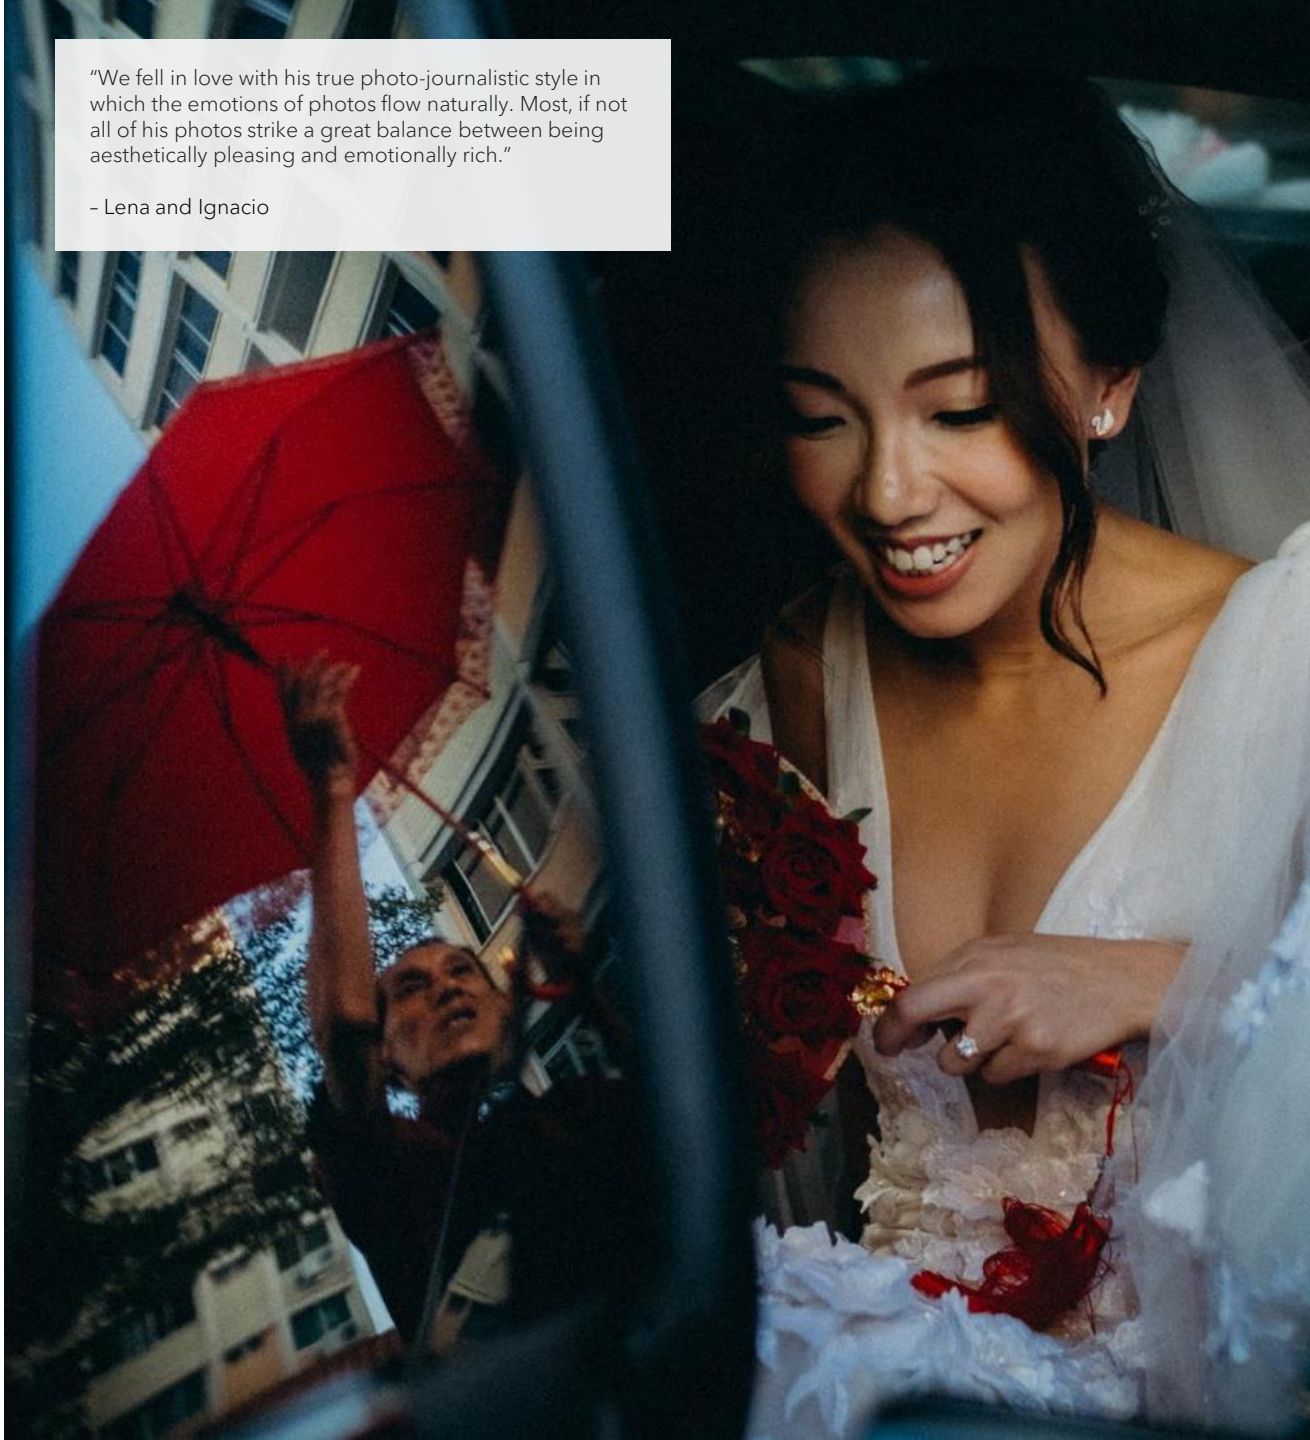 “We fell in love with his true photo-journalistic style in
which the emotions of photos flow naturally. Most, if not
all of his photos strike a great balance between being
aesthetically pleasing and emotionally rich.”
– Lena and Ignacio